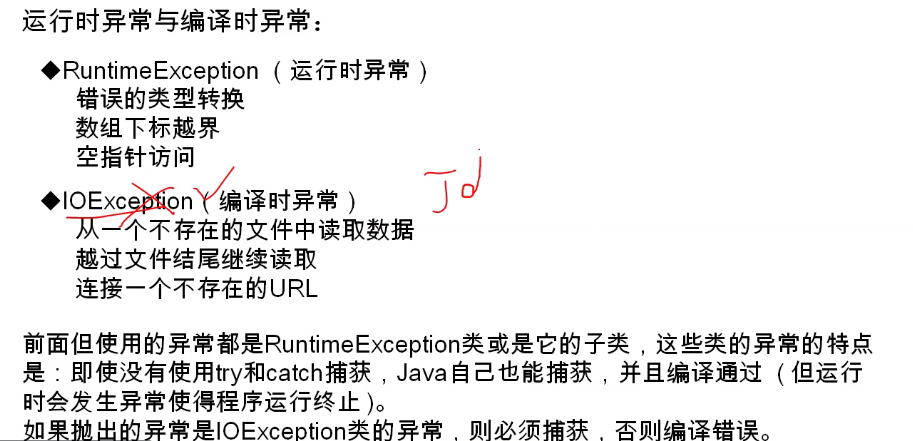 运行时异常与编译时异常：
◆RuntimeException （运行时异常）
错误的类型转换
数组下标越界
空指针访问
◆IOException（编译时异常）
Jd
从一个不存在的文件中读取数据
越过文件结尾继续读取
连接一个不存在的URL
前面但使用的异常都是RuntimeException类或是它的子类，这些类的异常的特点
是：即使没有使用try和catch捕获，Java自己也能捕获，并且编译通过（但运行
时会发生异常使得程序运行终止）。
如果抛出的异常是IOException类的异常，则必须捕获，否则编译错误。